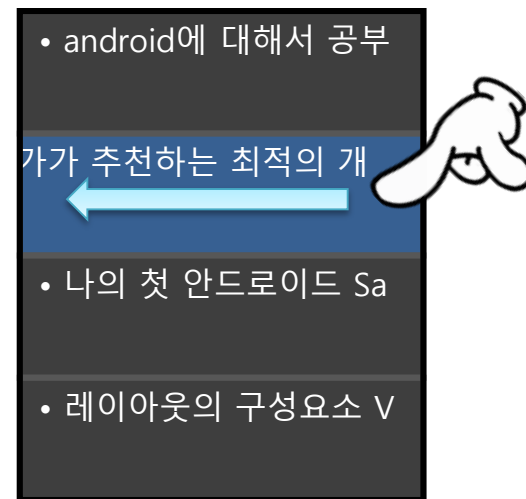 • android에 대해서 공부
가가 추천하는 최적의 개
• 나의 첫 안드로이드 Sa
• 레이아웃의 구성요소 V